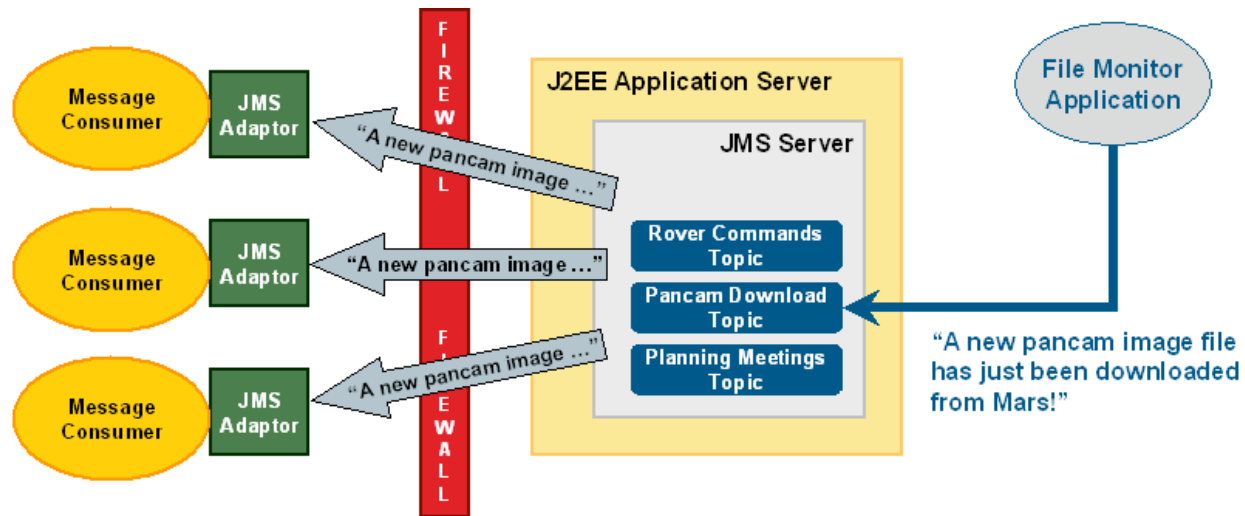 Message
Consumer
JMS
Adaptor
"A new pancam image ..."
Message
Consumer
JMS
Adaptor
"A new pancam image ..."
Message
Consumer
JMS
Adaptor
"A new pancam image ..."
F
I
R
E
W
L
F
E
W
A
L
L
J2EE Application Server
JMS Server
Rover Commands
Topic
Pancam Download
Topic
Planning Meetings
Topic
File Monitor
Application
"A new pancam image file
has just been downloaded
from Mars!"